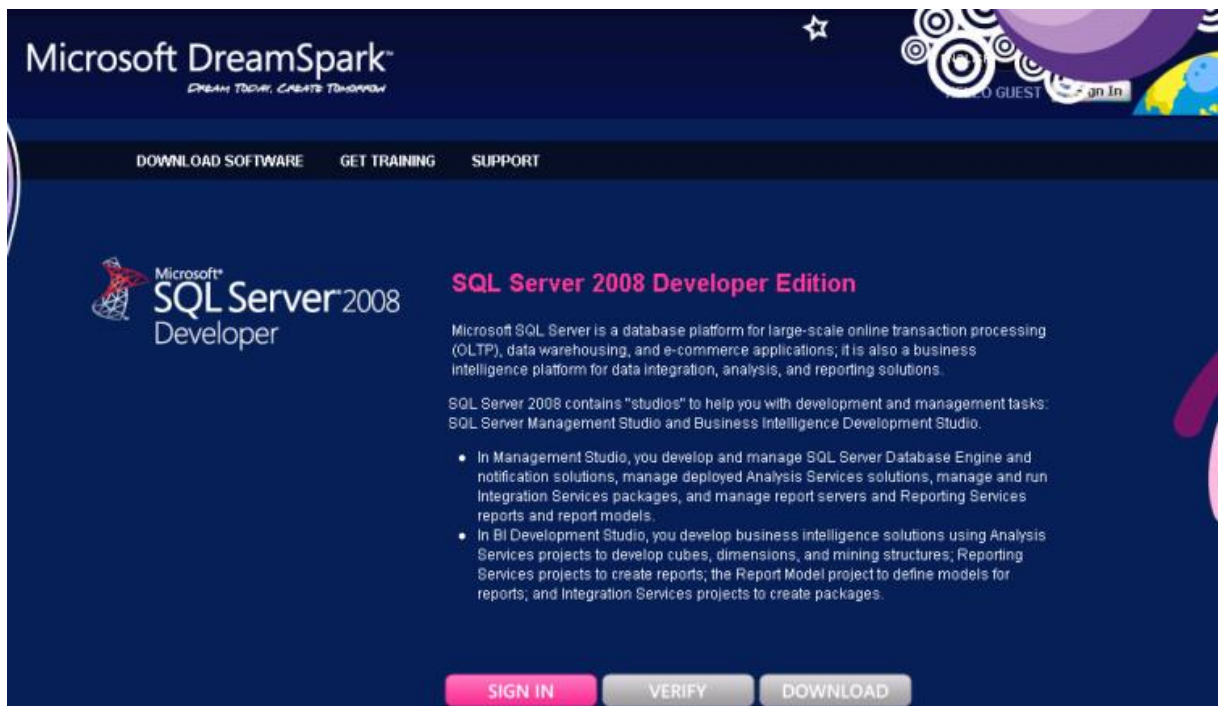 Microsoft DreamSpark™
DREAM TODAY. CREATE TOMORROW
GUEST
DOWNLOAD SOFTWARE GET TRAINING SUPPORT
Microsoft®
SQL Server® 2008
Developer
SQL Server 2008 Developer Edition
Microsoft SQL Server is a database platform for large-scale online transaction processing
(OLTP), data warehousing, and e-commerce applications; it is also a business
intelligence platform for data integration, analysis, and reporting solutions.
SQL Server 2008 contains "studios" to help you with development and management tasks:
SQL Server Management Studio and Business Intelligence Development Studio.
• In Management Studio, you develop and manage SQL Server Database Engine and
notification solutions, manage deployed Analysis Services solutions, manage and run
Integration Services packages, and manage report servers and Reporting Services
reports and report models.
• In BI Development Studio, you develop business intelligence solutions using Analysis
Services projects to develop cubes, dimensions, and mining structures; Reporting
Services projects to create reports; the Report Model project to define models for
reports; and Integration Services projects to create packages.
SIGN IN VERIFY DOWNLOAD